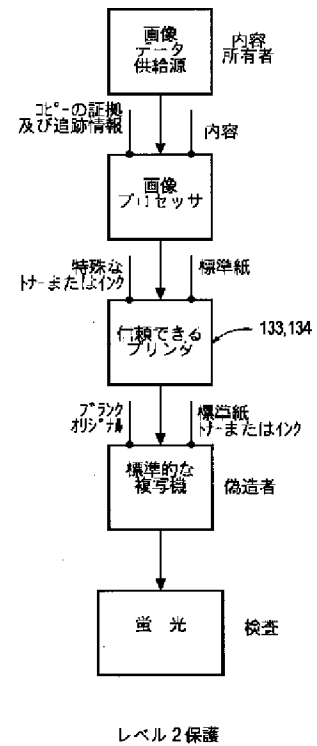 画像
データ
供給源
内容
所有者
コピーの証拠
及び追跡情報
内容
画像
プロセッサ
特殊な
トナーまたはインク
標準紙
信頼できる
プリンタ
133,134
ブランク
オリジナル
標準紙
トナーまたはインク
標準的な
複写機
偽造者
蛍 光
検査
レベル2保護